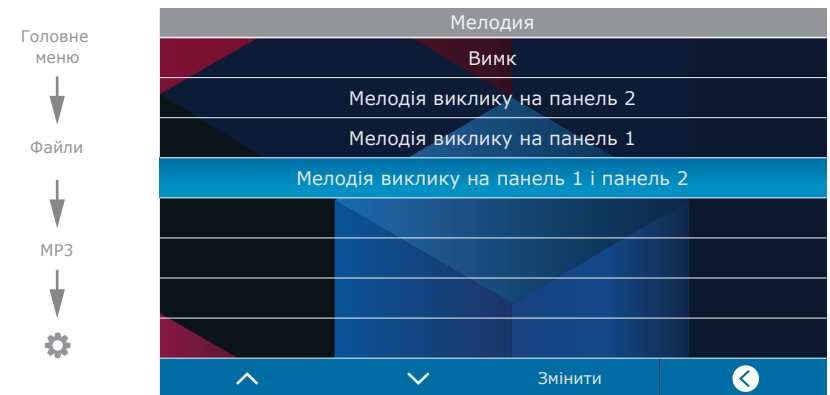 Головне
меню
Файли
MP3
Мелодия
Вимк
Мелодія виклику на панель 2
Мелодія виклику на панель 1
Мелодія виклику на панель 1 і панель 2
Змінити